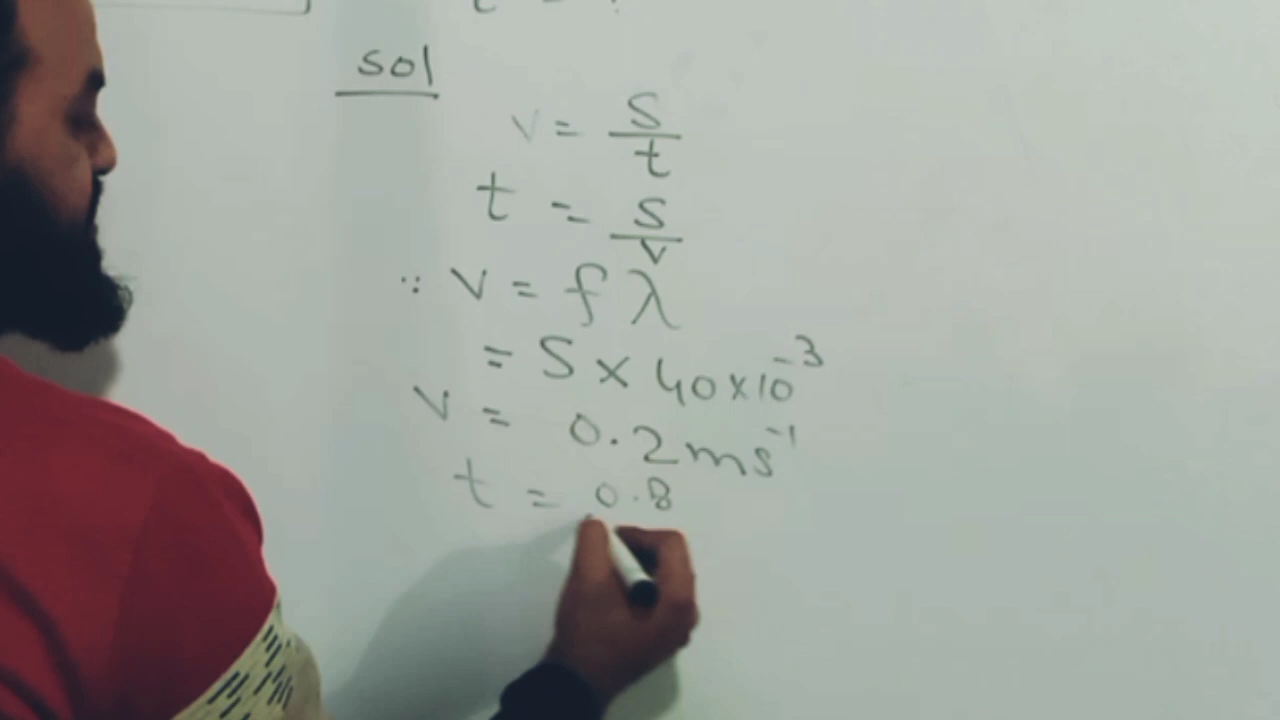 sol
v = S/t
t = S/v
∵ v = fλ
= 5 × 40×10⁻³
v = 0.2 ms⁻¹
t = 0.8